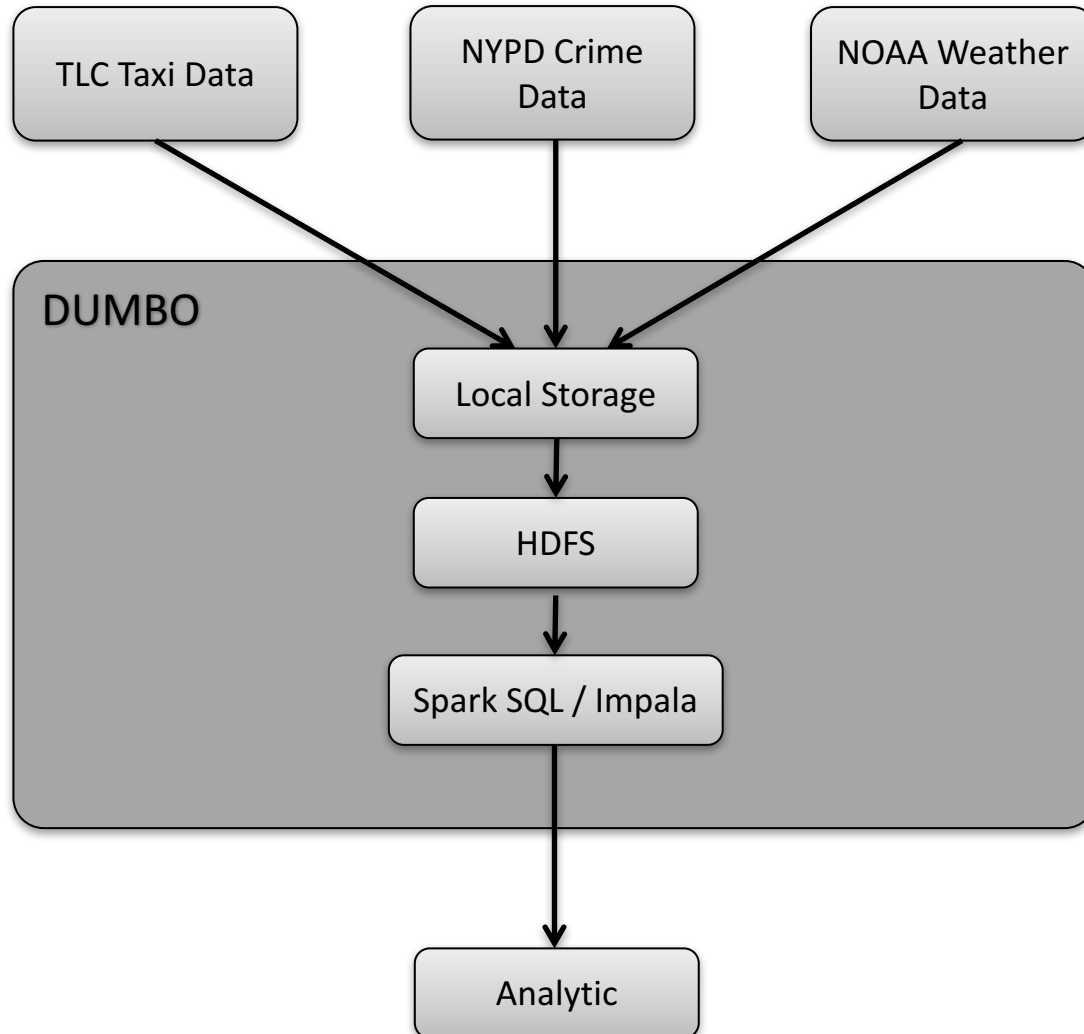 TLC Taxi Data
NYPD Crime
Data
NOAA Weather
Data
DUMBO
Local Storage
HDFS
Spark SQL / Impala
Analytic